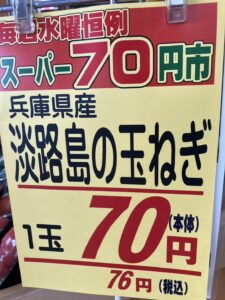 毎週水曜恒例
スーパー70円市
兵庫県産
淡路島の玉ねぎ
1玉 70円(本体)
76円(税込)